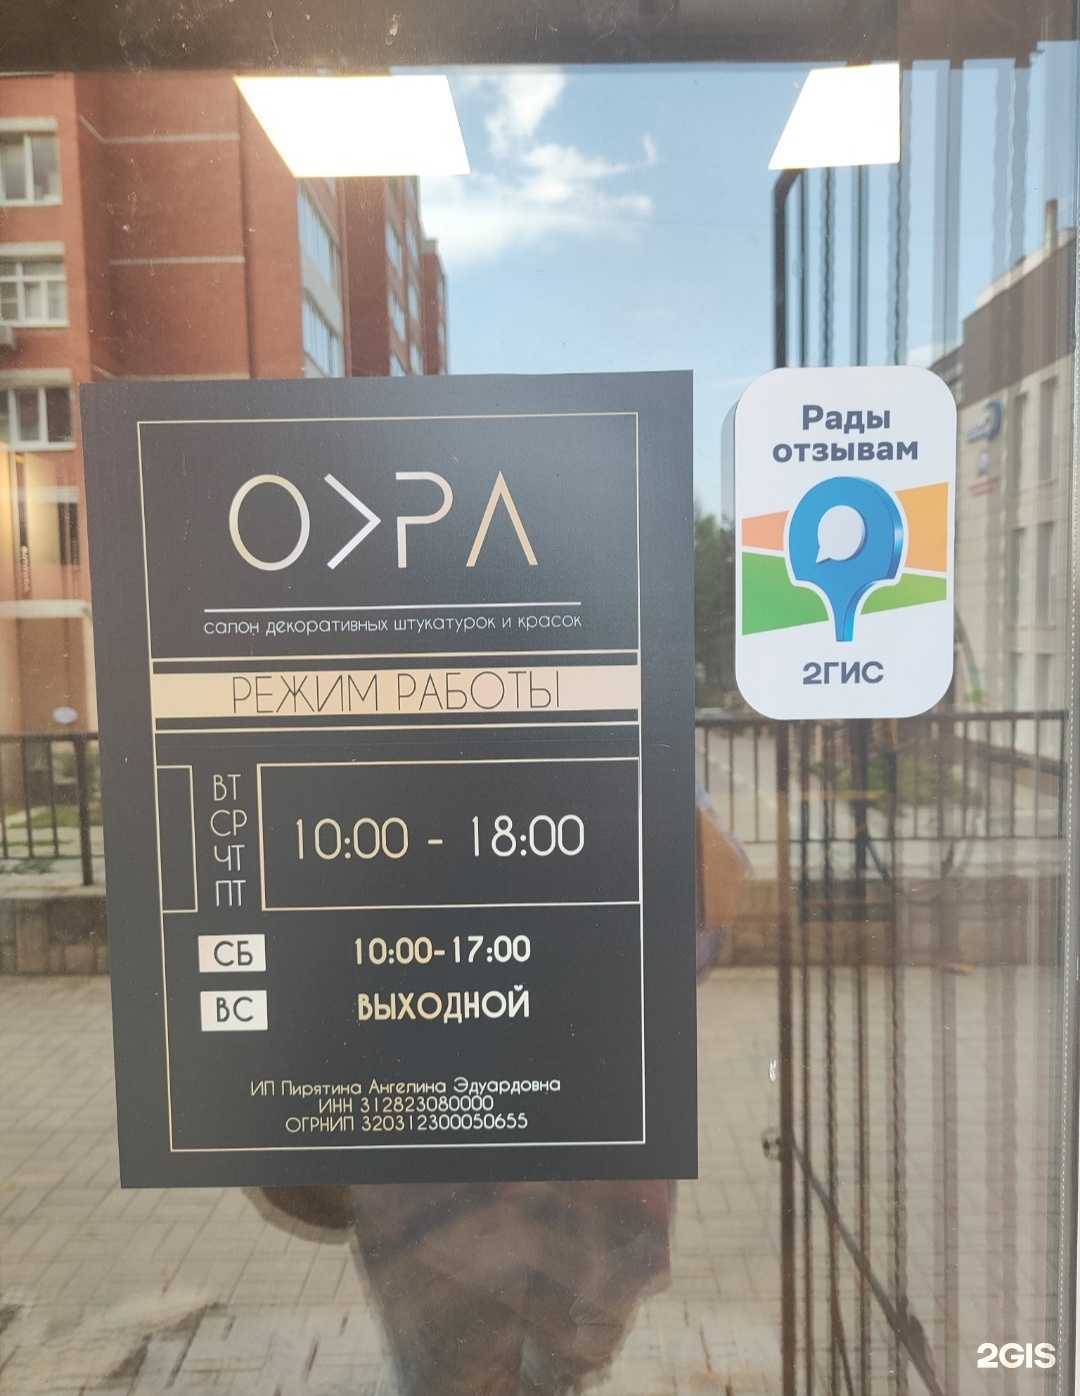 О>РА
салон декоративных штукатурок и красок
РЕЖИМ РАБОТЫ
ВТ
СР
ЧТ
ПТ
10:00 - 18:00
СБ
10:00-17:00
ВС
ВЫХОДНОЙ
ИП Пирятина Ангелина Эдуардовна
ИНН 312823080000
ОГРНИП 320312300050655
Рады
отзывам
2ГИС
2GIS